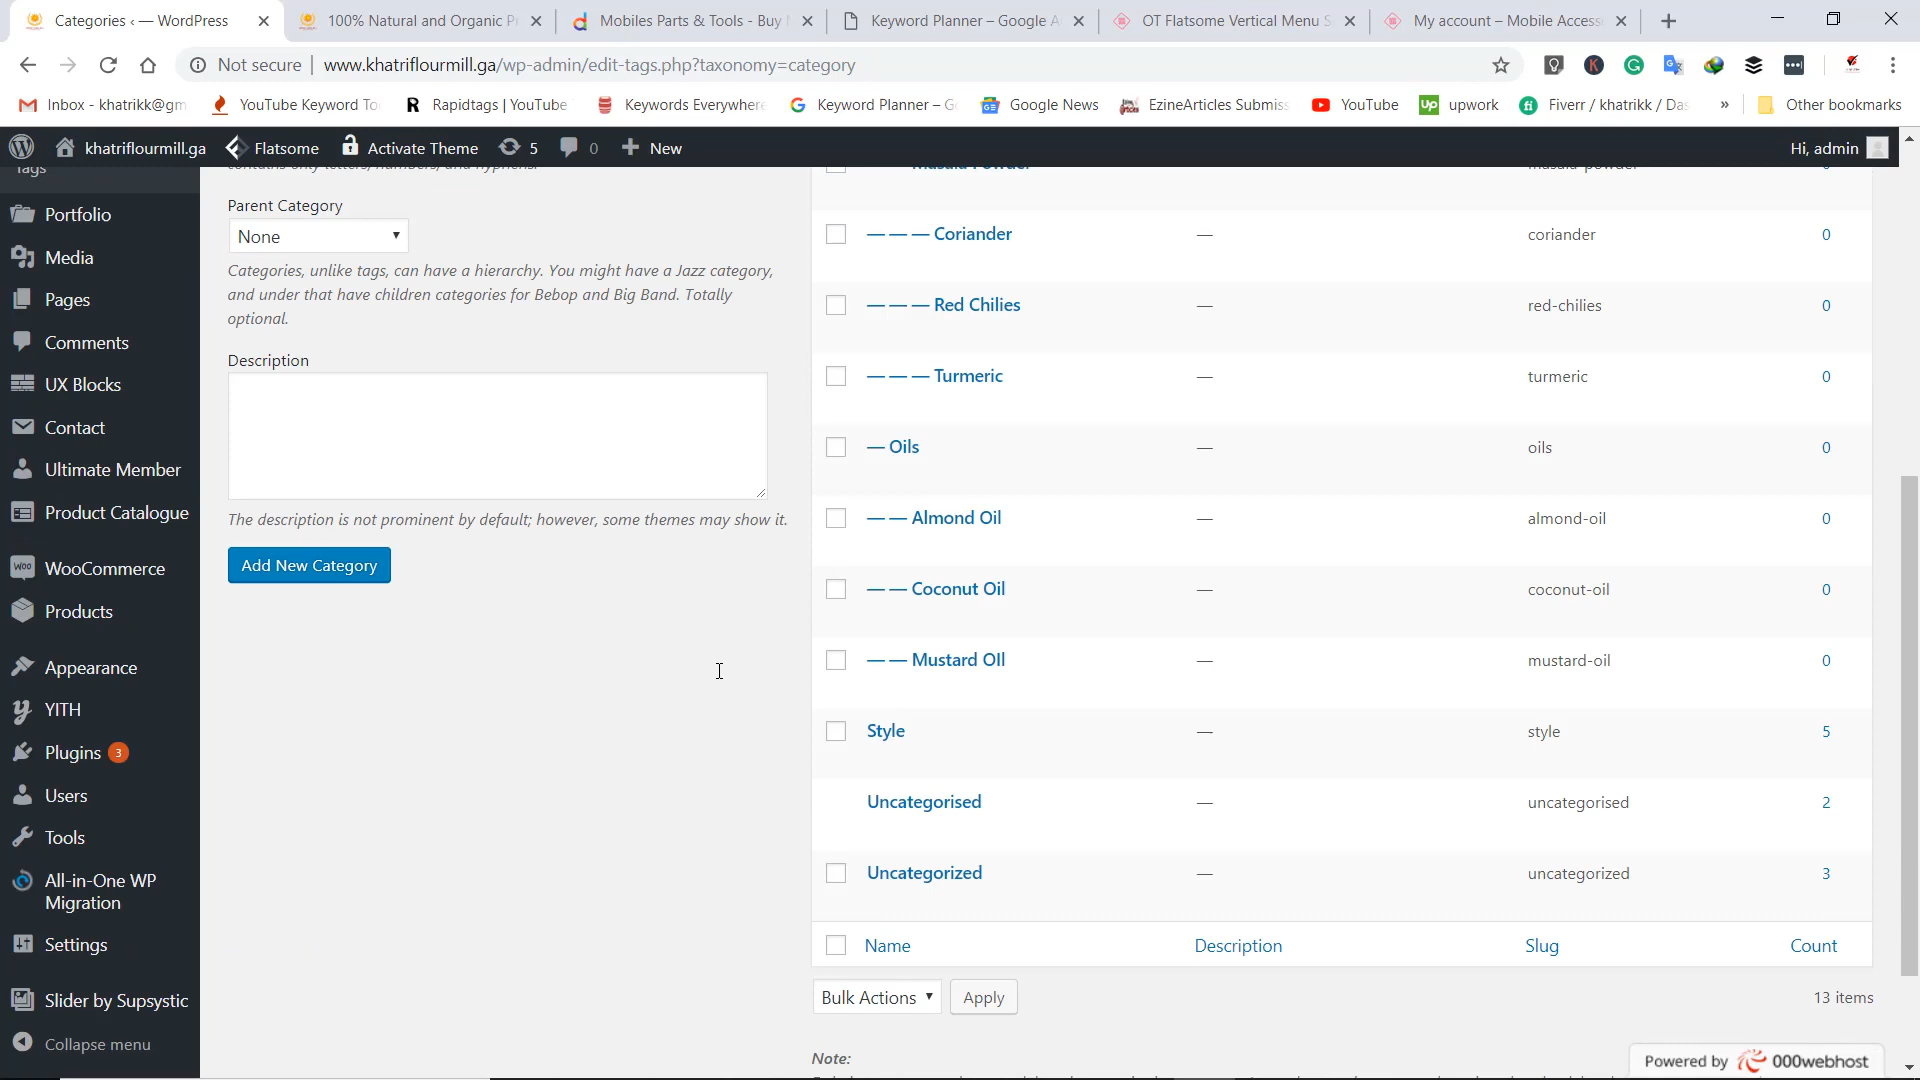 Categories ‹ — WordPress
100% Natural and Organic P
Mobiles Parts & Tools - Buy
Keyword Planner – Google A
OT Flatsome Vertical Menu S
My account – Mobile Access
Not secure | www.khatriflourmill.ga/wp-admin/edit-tags.php?taxonomy=category
Inbox - khatrikk@gm
YouTube Keyword To
Rapidtags | YouTube
Keywords Everywhere
Keyword Planner – G
Google News
EzineArticles Submiss
YouTube
upwork
Fiverr / khatrikk / Das
»
Other bookmarks
khatriflourmill.ga
Flatsome
Activate Theme
5
0
New
Hi, admin
Tags
Portfolio
Media
Pages
Comments
UX Blocks
Contact
Ultimate Member
Product Catalogue
WooCommerce
Products
Appearance
YITH
Plugins 3
Users
Tools
All-in-One WP
Migration
Settings
Slider by Supsystic
Collapse menu
contains only letters, numbers, and hyphens.
Parent Category
None
Categories, unlike tags, can have a hierarchy. You might have a Jazz category,
and under that have children categories for Bebop and Big Band. Totally
optional.
Description
The description is not prominent by default; however, some themes may show it.
Add New Category
Masala Powder masala-powder 0
— — — Coriander — coriander 0
— — — Red Chilies — red-chilies 0
— — — Turmeric — turmeric 0
— Oils — oils 0
— — Almond Oil — almond-oil 0
— — Coconut Oil — coconut-oil 0
— — Mustard OIl — mustard-oil 0
Style — style 5
Uncategorised — uncategorised 2
Uncategorized — uncategorized 3
Name Description Slug Count
Bulk Actions Apply 13 items
Note:
Powered by 000webhost